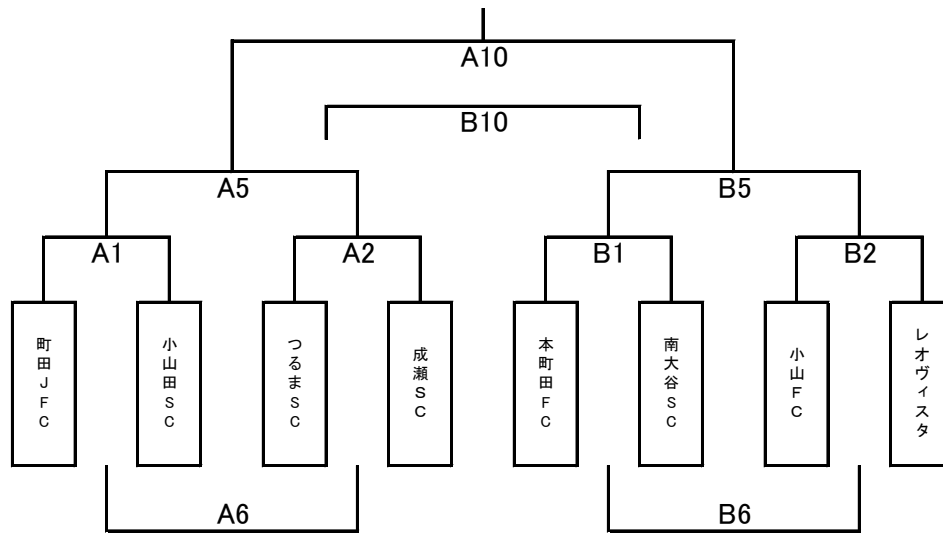 A10
B10
A5
B5
A1
A2
B1
B2
町田JFC
小山田SC
つるまSC
成瀬SC
本町田FC
南大谷SC
小山FC
レオヴィスタ
A6
B6